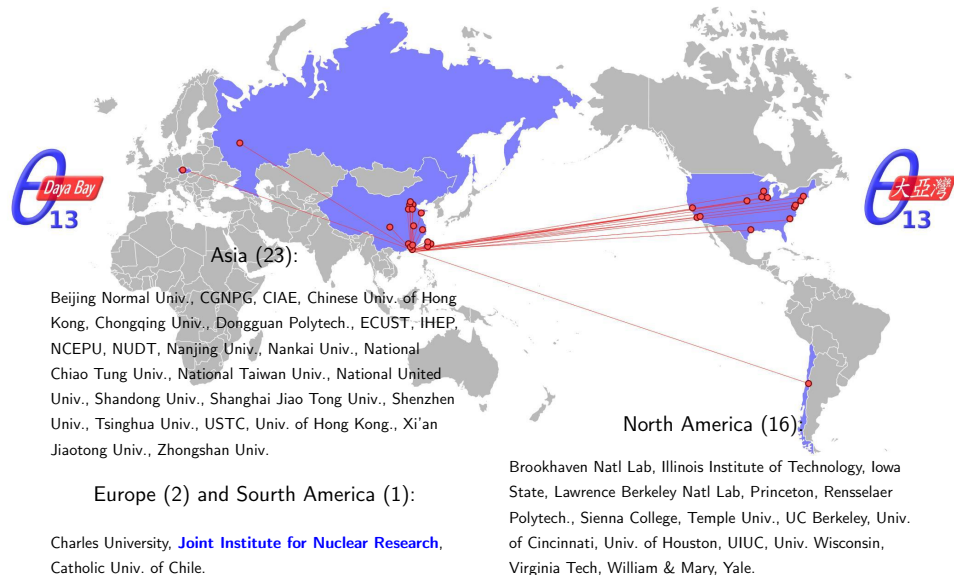 θ
Daya Bay
13
θ
大亞灣
13
Asia (23):
Beijing Normal Univ., CGNPG, CIAE, Chinese Univ. of Hong
Kong, Chongqing Univ., Dongguan Polytech., ECUST, IHEP,
NCEPU, NUDT, Nanjing Univ., Nankai Univ., National
Chiao Tung Univ., National Taiwan Univ., National United
Univ., Shandong Univ., Shanghai Jiao Tong Univ., Shenzhen
Univ., Tsinghua Univ., USTC, Univ. of Hong Kong., Xi'an
Jiaotong Univ., Zhongshan Univ.
Europe (2) and Sourth America (1):
Charles University, Joint Institute for Nuclear Research,
Catholic Univ. of Chile.
North America (16):
Brookhaven Natl Lab, Illinois Institute of Technology, Iowa
State, Lawrence Berkeley Natl Lab, Princeton, Rensselaer
Polytech., Sienna College, Temple Univ., UC Berkeley, Univ.
of Cincinnati, Univ. of Houston, UIUC, Univ. Wisconsin,
Virginia Tech, William & Mary, Yale.